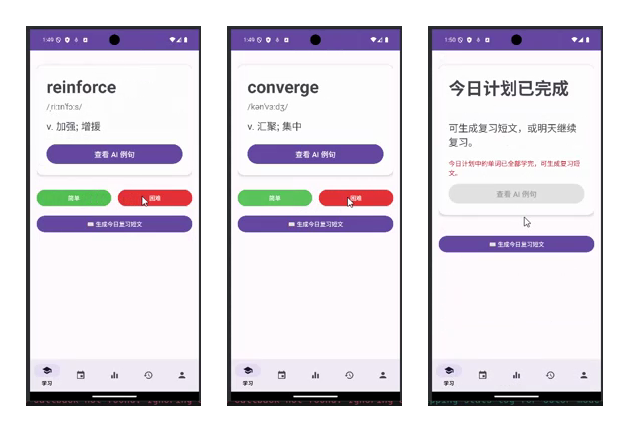 1:49
reinforce
/ˌriːɪnˈfɔːs/
v. 加强; 增援
查看 AI 例句
简单
困难
生成今日复习短文
学习
1:49
converge
/kənˈvɜːdʒ/
v. 汇聚; 集中
查看 AI 例句
简单
困难
生成今日复习短文
学习
1:50
今日计划已完成
可生成复习短文，或明天继续
复习。
今日计划中的单词已全部学完，可生成复习短
文。
查看 AI 例句
生成今日复习短文
学习